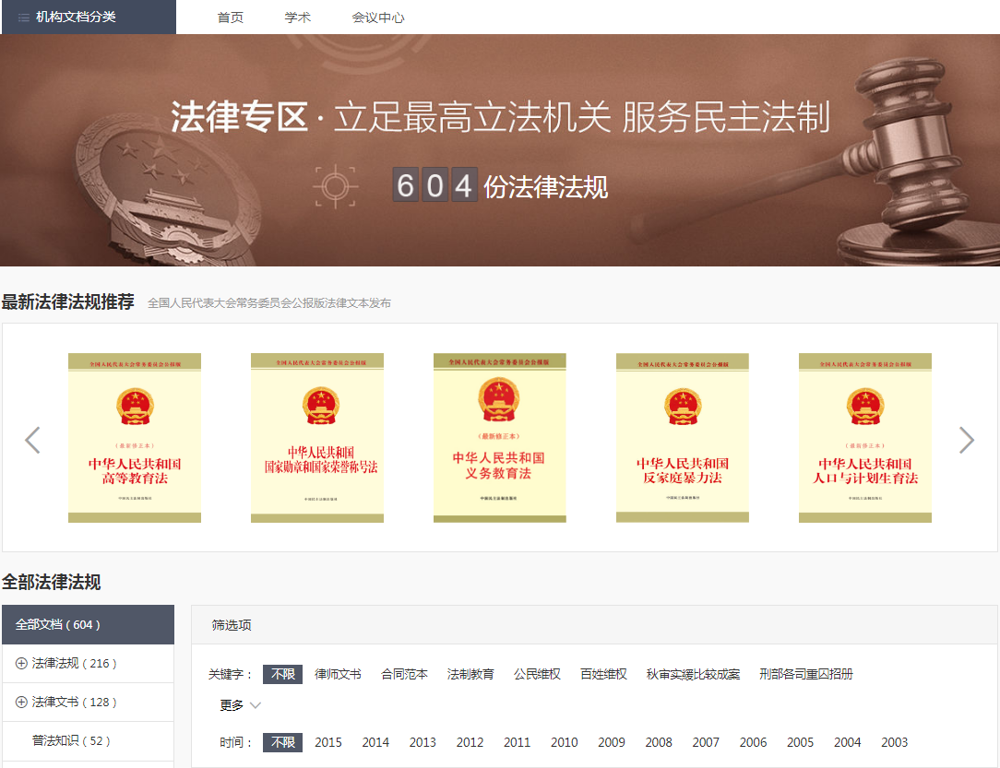 机构文档分类 首页 学术 会议中心
法律专区·立足最高立法机关 服务民主法制
604份法律法规
最新法律法规推荐 全国人民代表大会常务委员会公报版法律文本发布
全国人民代表大会常务委员会公报版
(最新修正本)
中华人民共和国
高等教育法
中国民主法制出版社
全国人民代表大会常务委员会公报版
中华人民共和国
国家勋章和国家荣誉称号法
中国民主法制出版社
全国人民代表大会常务委员会公报版
(最新修正本)
中华人民共和国
义务教育法
中国民主法制出版社
全国人民代表大会常务委员会公报版
中华人民共和国
反家庭暴力法
中国民主法制出版社
全国人民代表大会常务委员会公报版
(最新修正本)
中华人民共和国
人口与计划生育法
中国民主法制出版社
全部法律法规
全部文档 ( 604 )
法律法规 ( 216 )
法律文书 ( 128 )
普法知识 ( 52 )
筛选项
关键字： 不限 律师文书 合同范本 法制教育 公民维权 百姓维权 秋审实缓比较成案 刑部各司重囚招册
更多
时间： 不限 2015 2014 2013 2012 2011 2010 2009 2008 2007 2006 2005 2004 2003